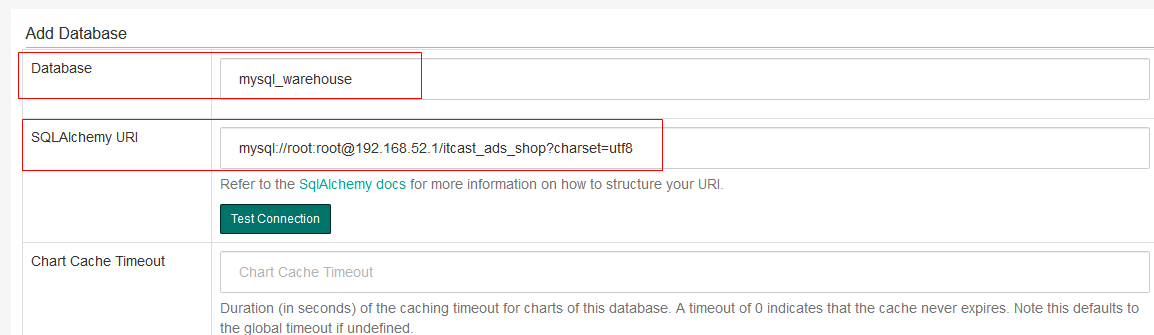 Add Database
Database
mysql_warehouse
SQLAlchemy URI
mysql://root:root@192.168.52.1/itcast_ads_shop?charset=utf8
Refer to the SqlAlchemy docs for more information on how to structure your URI.
Test Connection
Chart Cache Timeout
Chart Cache Timeout
Duration (in seconds) of the caching timeout for charts of this database. A timeout of 0 indicates that the cache never expires. Note this defaults to
the global timeout if undefined.